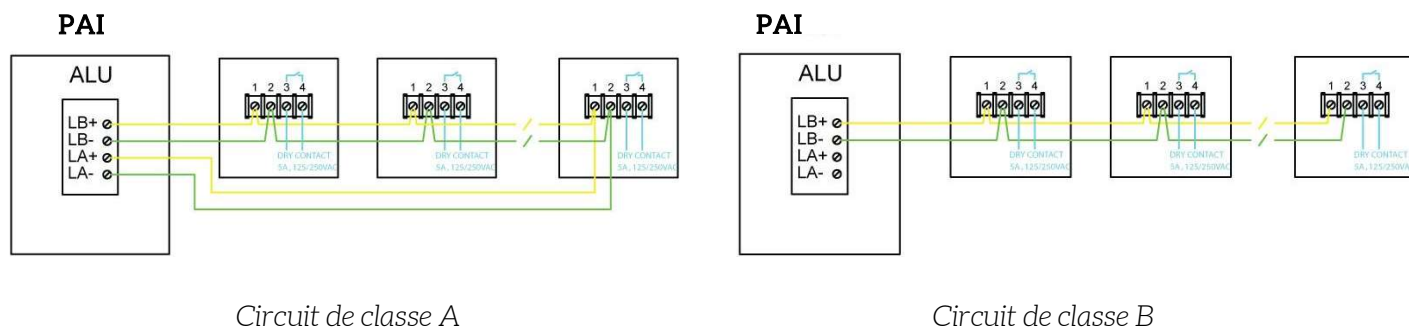 PAI
ALU
LB+
LB-
LA+
LA-
1 2 3 4
DRY CONTACT
5A, 125/250VAC
1 2 3 4
DRY CONTACT
5A, 125/250VAC
1 2 3 4
DRY CONTACT
5A, 125/250VAC
Circuit de classe A
PAI
ALU
LB+
LB-
LA+
LA-
1 2 3 4
DRY CONTACT
5A, 125/250VAC
1 2 3 4
DRY CONTACT
5A, 125/250VAC
1 2 3 4
DRY CONTACT
5A, 125/250VAC
Circuit de classe B